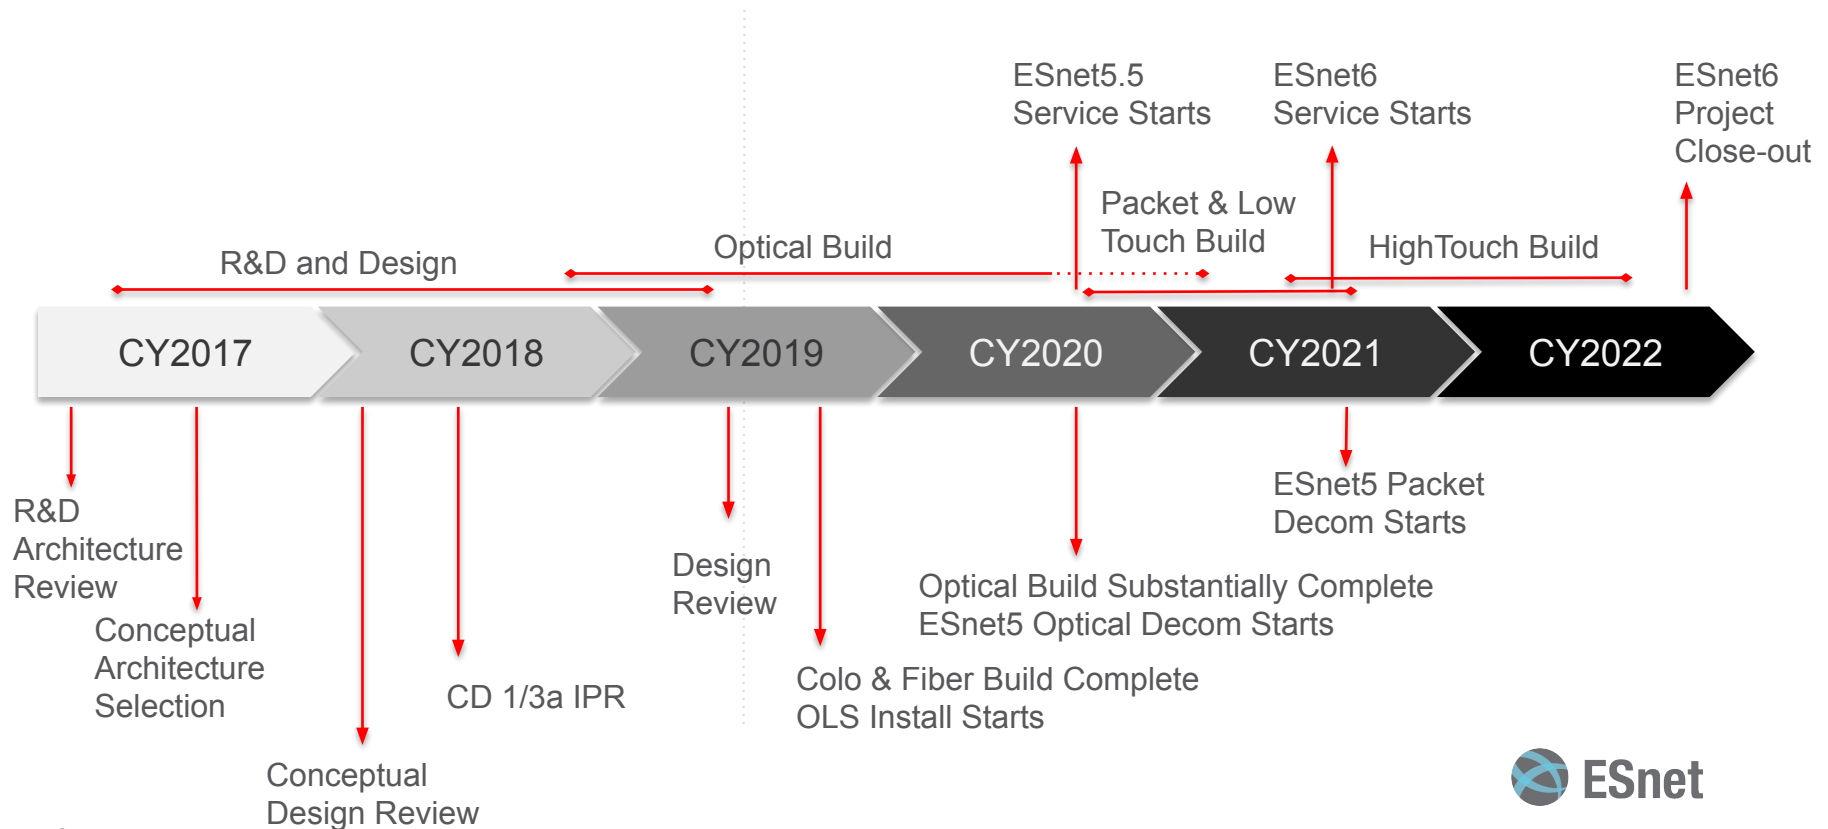 ESnet5.5
Service Starts
ESnet6
Service Starts
ESnet6
Project
Close-out
Packet & Low
Touch Build
R&D and Design
Optical Build
HighTouch Build
CY2017
CY2018
CY2019
CY2020
CY2021
CY2022
R&D
Architecture
Review
Conceptual
Architecture
Selection
Conceptual
Design Review
CD 1/3a IPR
Design
Review
Colo & Fiber Build Complete
OLS Install Starts
Optical Build Substantially Complete
ESnet5 Optical Decom Starts
ESnet5 Packet
Decom Starts
ESnet